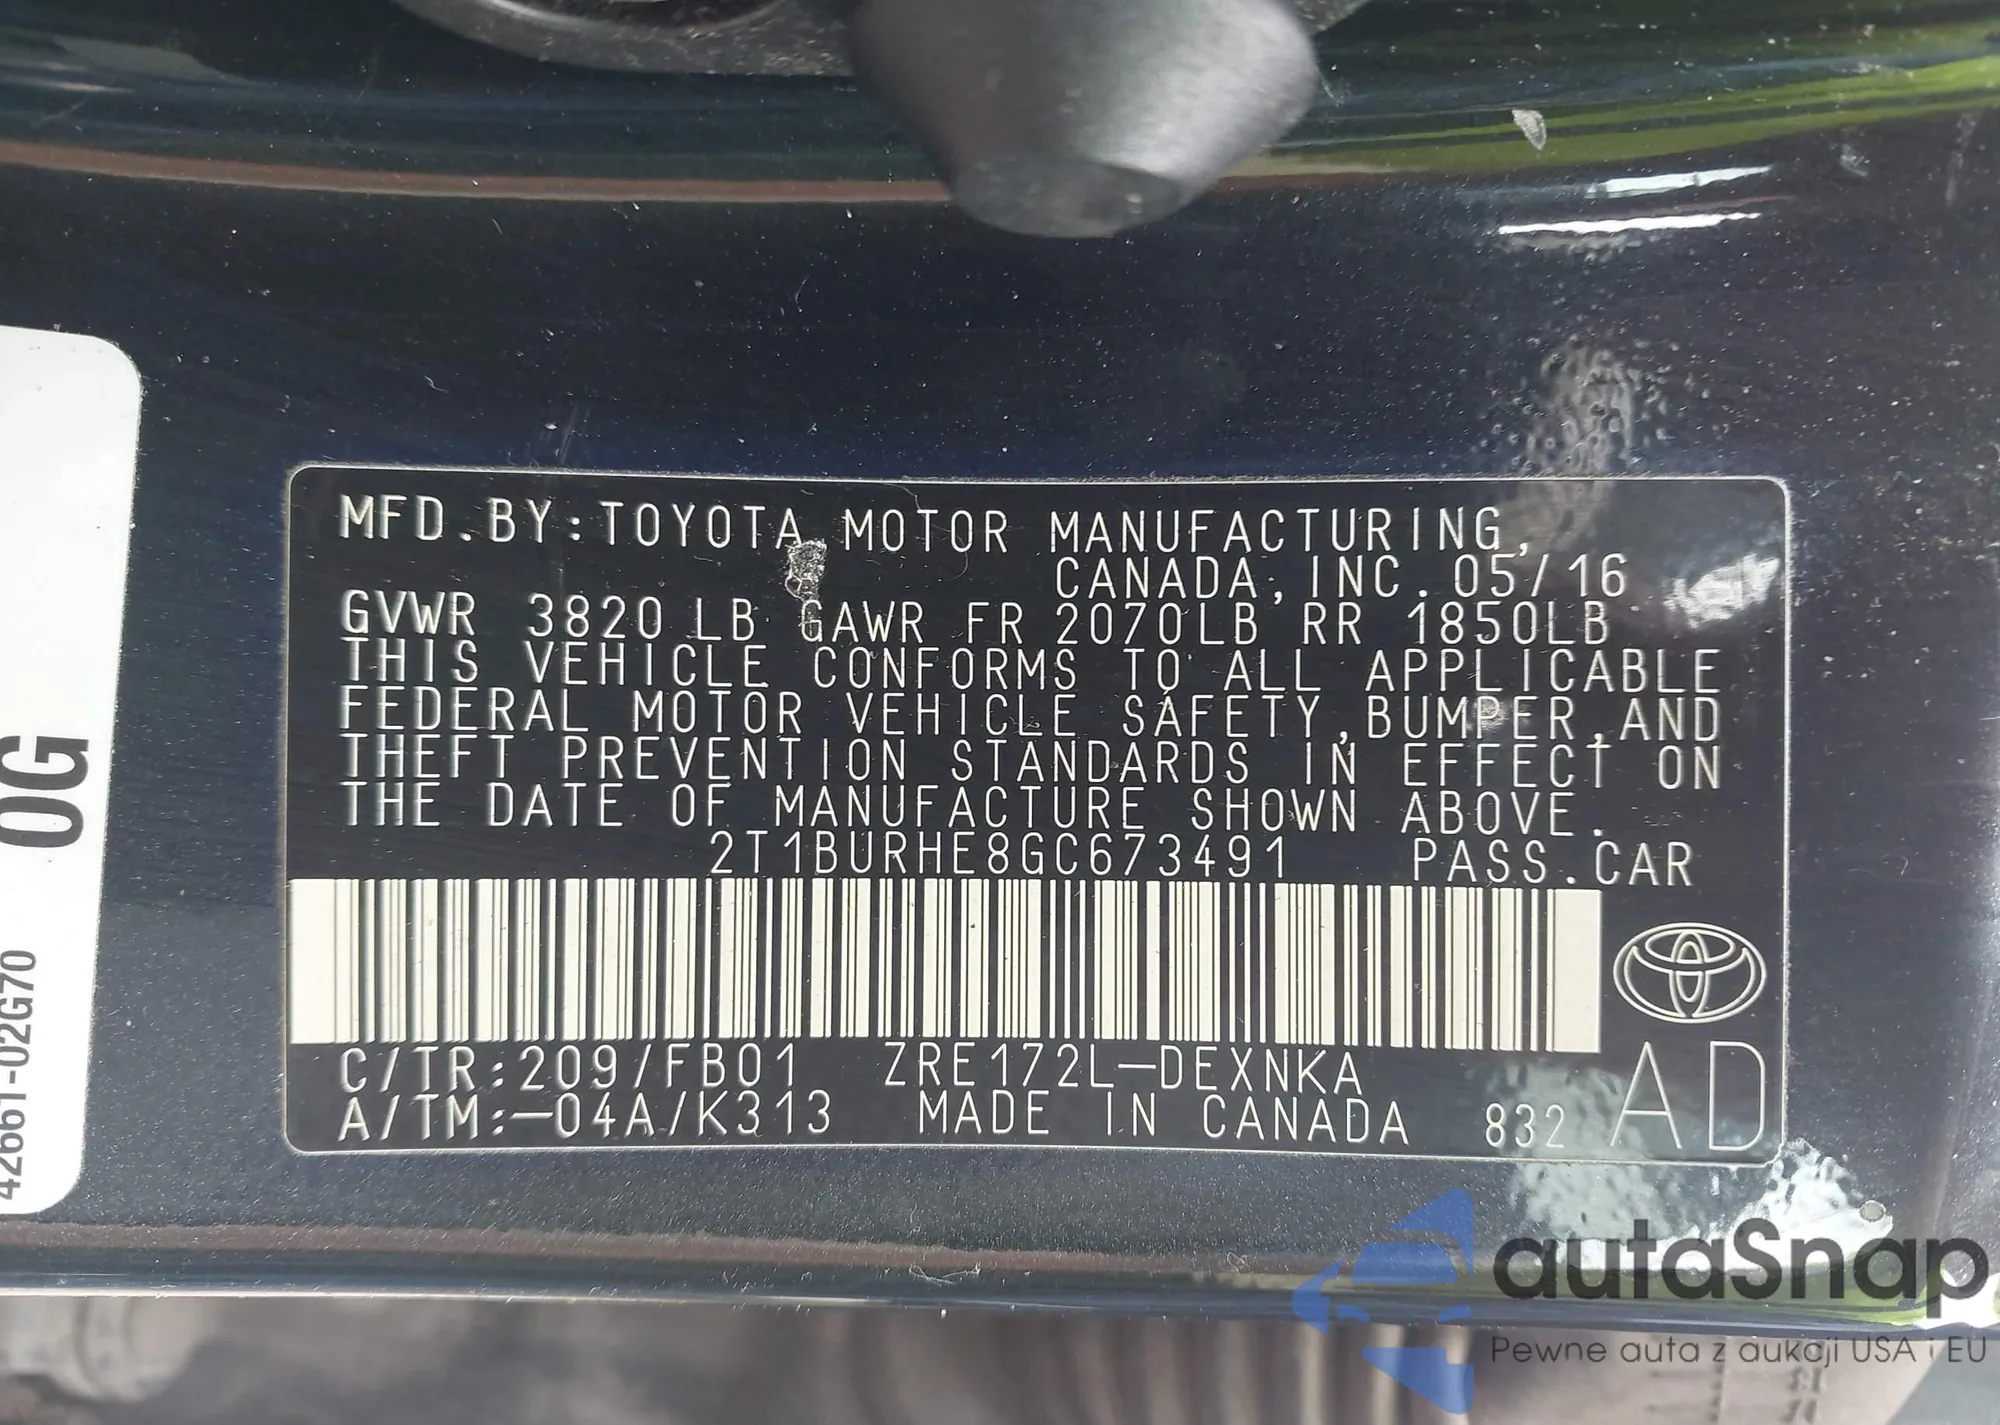 MFD.BY:TOYOTA MOTOR MANUFACTURING,
CANADA, INC. 05/16
GVWR 3820 LB GAWR FR 2070LB RR 1850LB
THIS VEHICLE CONFORMS TO ALL APPLICABLE
FEDERAL MOTOR VEHICLE SAFETY,BUMPER,AND
THEFT PREVENTION STANDARDS IN EFFECT ON
THE DATE OF MANUFACTURE SHOWN ABOVE.
2T1BURHE8GC673491 PASS.CAR
C/TR:209/FB01 ZRE172L-DEXNKA
A/TM:-04A/K313 MADE IN CANADA 832 AD
0G
42661-02G70
autaSnap
Pewne auta z aukcji USA i EU